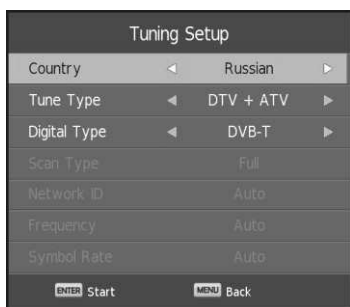 Tuning Setup
Country Russian
Tune Type DTV + ATV
Digital Type DVB-T
Scan Type Full
Network ID Auto
Frequency Auto
Symbol Rate Auto
ENTER Start MENU Back